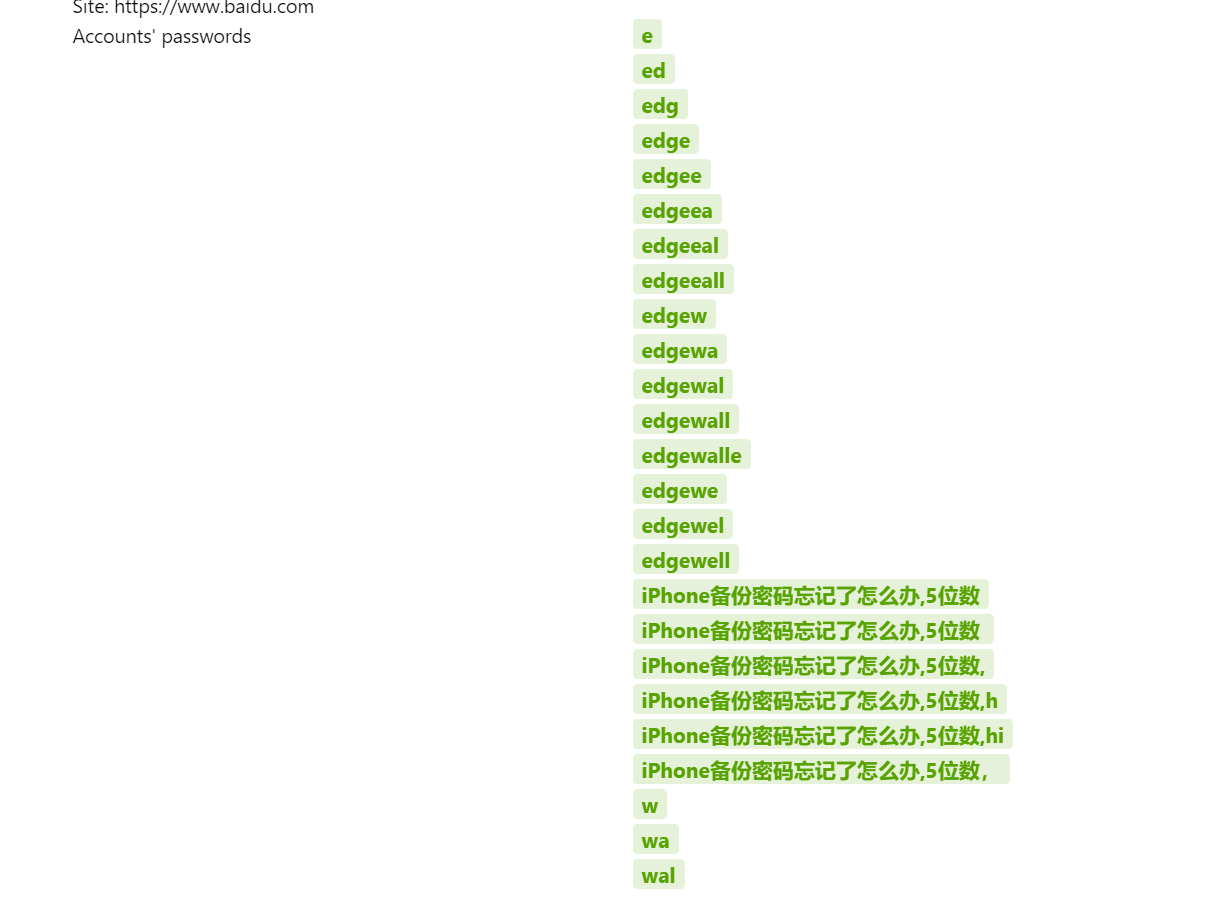 Site: https://www.baidu.com
Accounts' passwords
e
ed
edg
edge
edgee
edgeea
edgeeal
edgeeall
edgew
edgewa
edgewal
edgewall
edgewalle
edgewe
edgewel
edgewell
iPhone备份密码忘记了怎么办,5位数
iPhone备份密码忘记了怎么办,5位数
iPhone备份密码忘记了怎么办,5位数,
iPhone备份密码忘记了怎么办,5位数,h
iPhone备份密码忘记了怎么办,5位数,hi
iPhone备份密码忘记了怎么办,5位数，
w
wa
wal